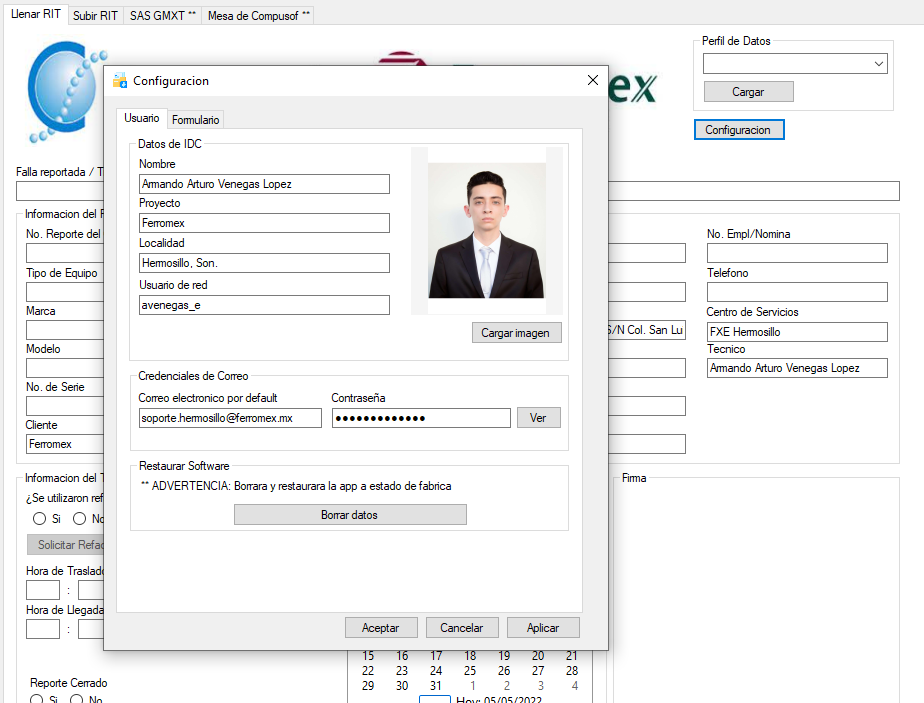 Llenar RIT Subir RIT SAS GMXT ** Mesa de Compusof **
Perfil de Datos
Cargar
Configuracion
ex
Falla reportada / T
Informacion del
No. Reporte del
Tipo de Equipo
Marca
Modelo
No. de Serie
Cliente
Ferromex
S/N Col. San Lu
No. Empl/Nomina
Telefono
Centro de Servicios
FXE Hermosillo
Tecnico
Armando Arturo Venegas Lopez
Configuracion
Usuario Formulario
Datos de IDC
Nombre
Armando Arturo Venegas Lopez
Proyecto
Ferromex
Localidad
Hermosillo, Son.
Usuario de red
avenegas_e
Cargar imagen
Credenciales de Correo
Correo electronico por default Contraseña
soporte.hermosillo@ferromex.mx ●●●●●●●●●●●●● Ver
Restaurar Software
** ADVERTENCIA: Borrara y restaurara la app a estado de fabrica
Borrar datos
Aceptar Cancelar Aplicar
Informacion del T
¿Se utilizaron ref
Si No
Solicitar Refac
Hora de Traslado
:
Hora de Llegada
:
Reporte Cerrado
Si No
15 16 17 18 19 20 21
22 23 24 25 26 27 28
29 30 31 1 2 3 4
Hoy: 05/05/2022
Firma